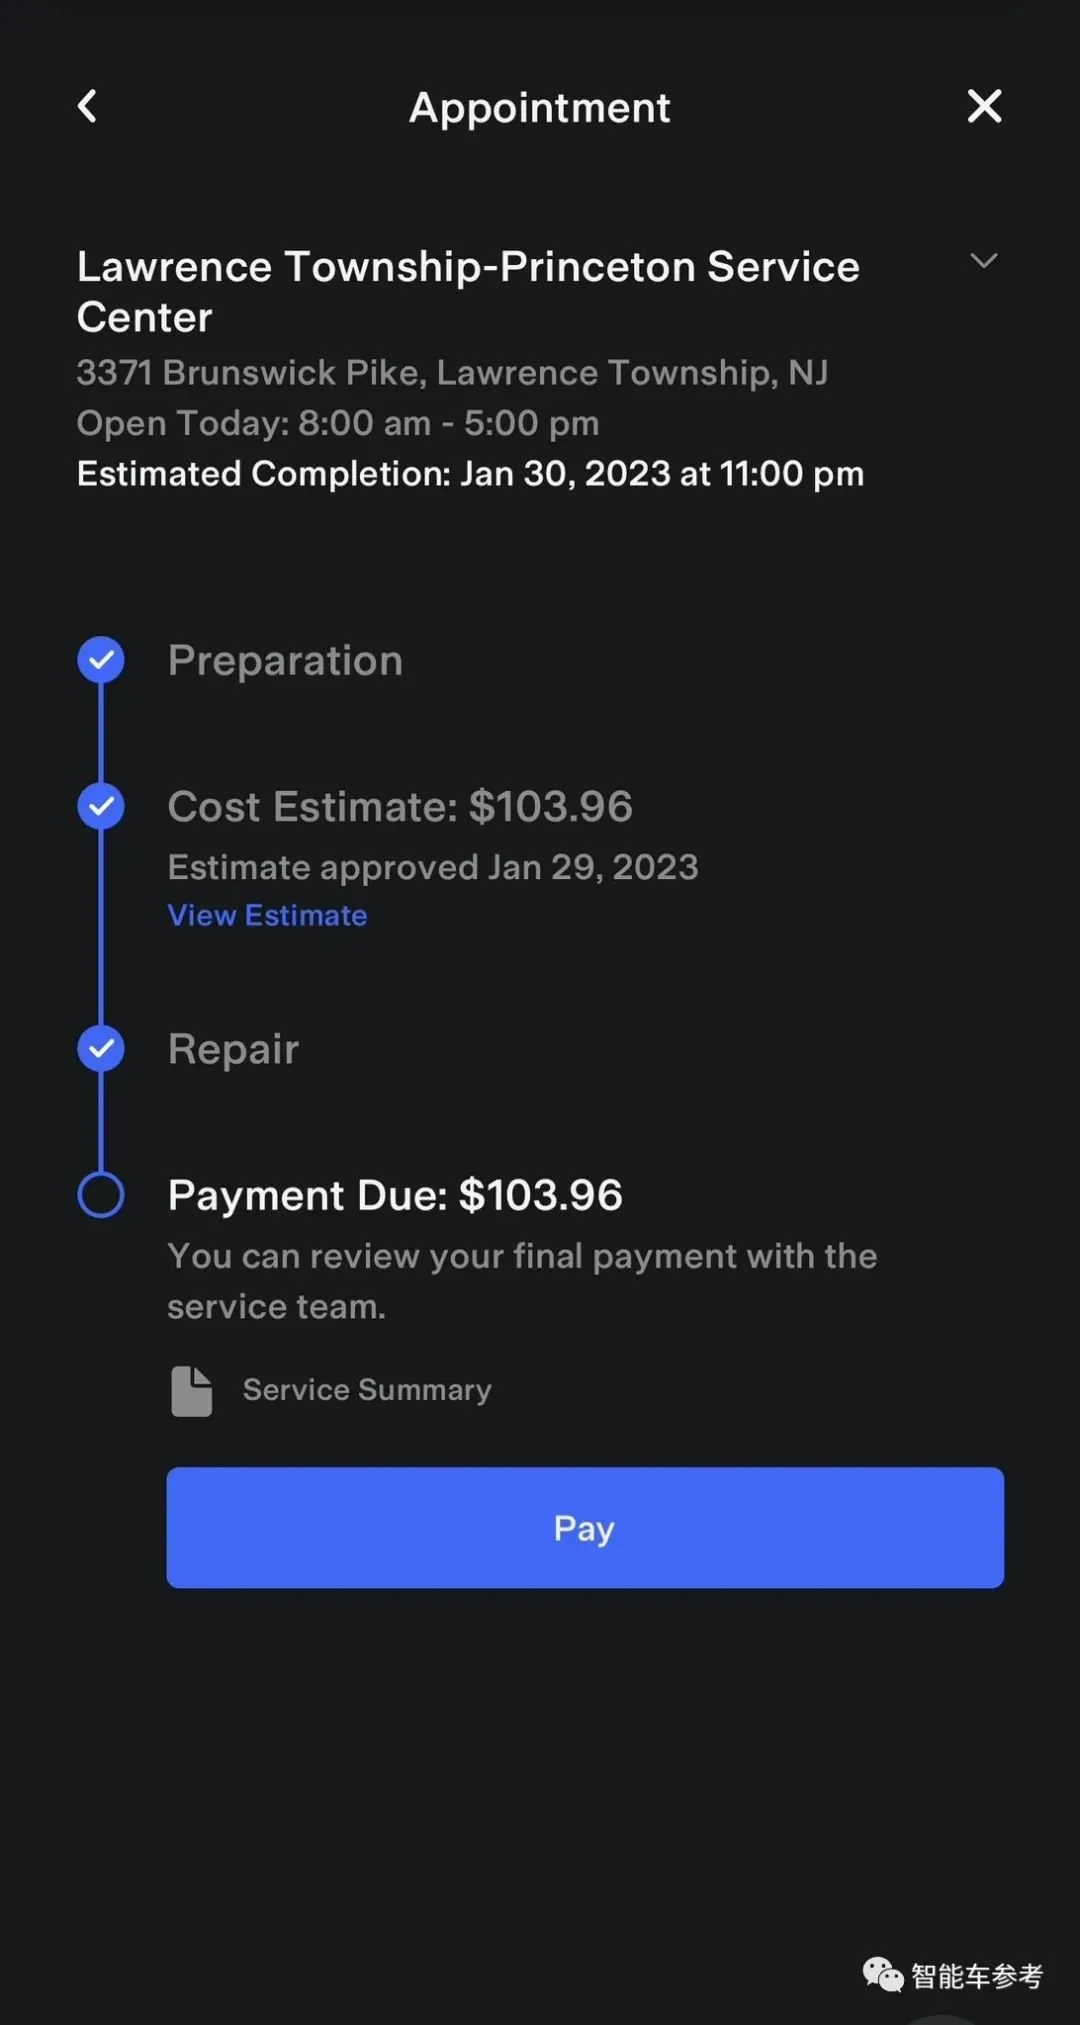 Appointment
Lawrence Township-Princeton Service
Center
3371 Brunswick Pike, Lawrence Township, NJ
Open Today: 8:00 am - 5:00 pm
Estimated Completion: Jan 30, 2023 at 11:00 pm
Preparation
Cost Estimate: $103.96
Estimate approved Jan 29, 2023
View Estimate
Repair
Payment Due: $103.96
You can review your final payment with the
service team.
Service Summary
Pay
智能车参考